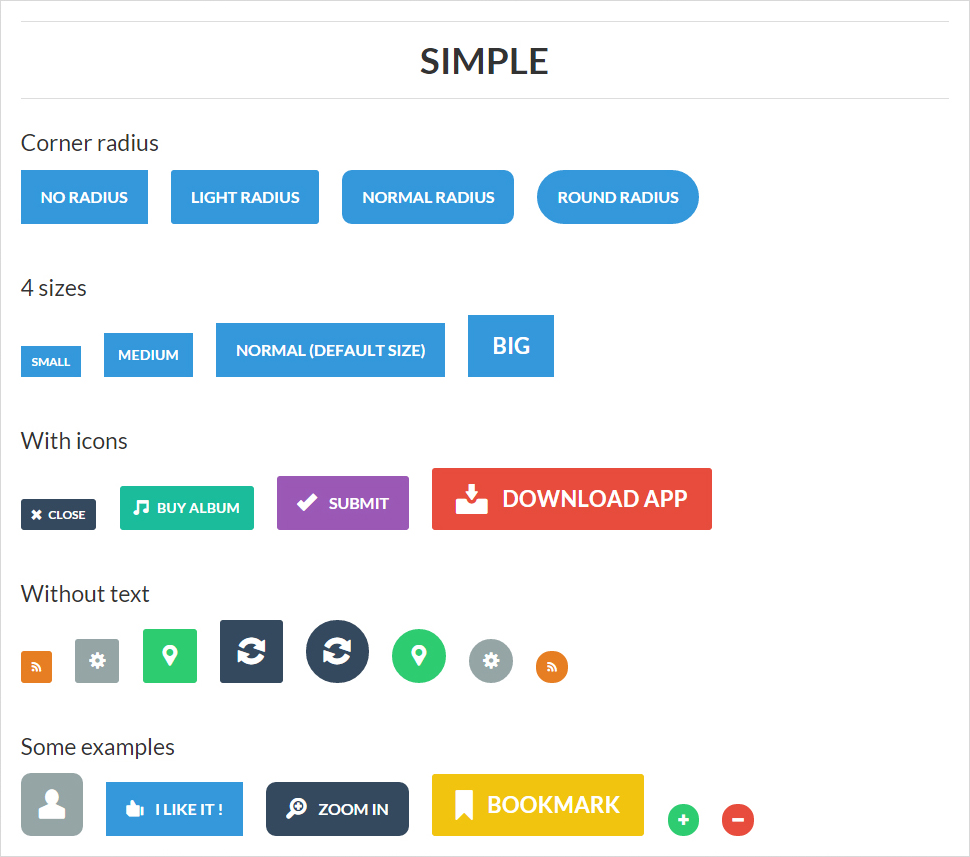 SIMPLE
Corner radius
NO RADIUS LIGHT RADIUS NORMAL RADIUS ROUND RADIUS
4 sizes
SMALL MEDIUM NORMAL (DEFAULT SIZE) BIG
With icons
CLOSE BUY ALBUM SUBMIT DOWNLOAD APP
Without text
Some examples
I LIKE IT ! ZOOM IN BOOKMARK